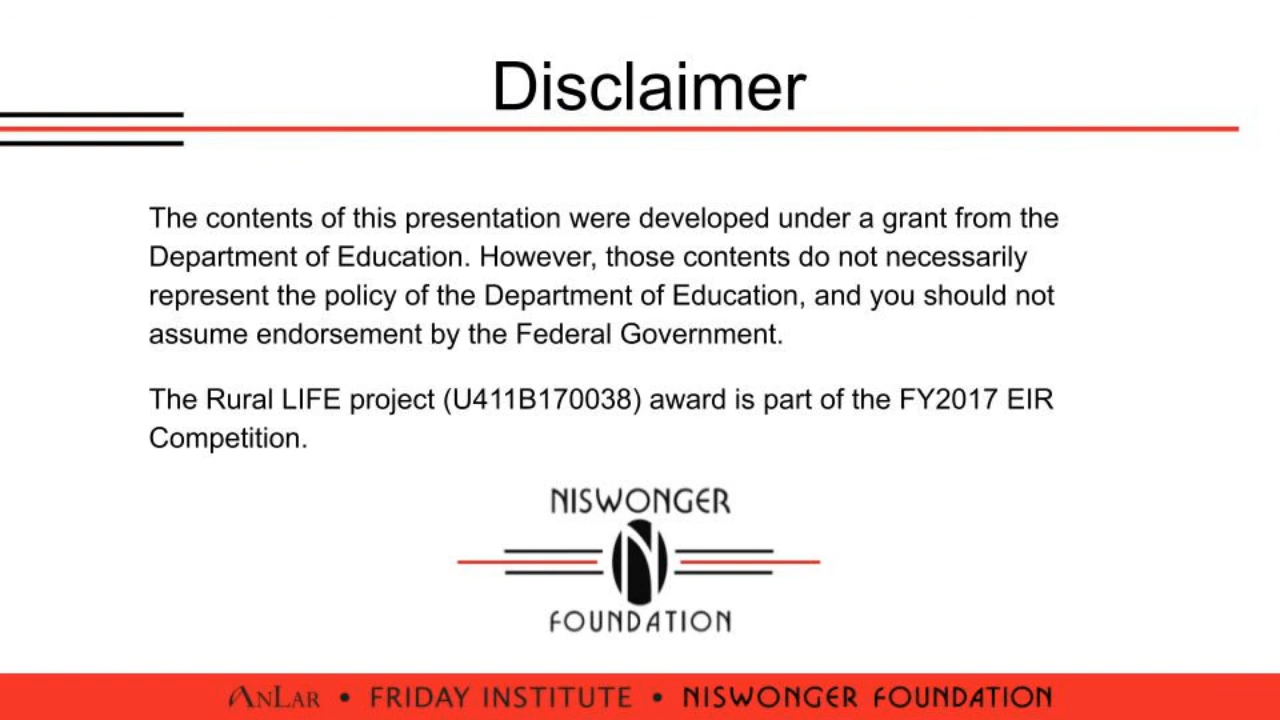 Disclaimer
The contents of this presentation were developed under a grant from the
Department of Education. However, those contents do not necessarily
represent the policy of the Department of Education, and you should not
assume endorsement by the Federal Government.
The Rural LIFE project (U411B170038) award is part of the FY2017 EIR
Competition.
NISWONGER
N
FOUNDATION
ANLAR • FRIDAY INSTITUTE • NISWONGER FOUNDATION